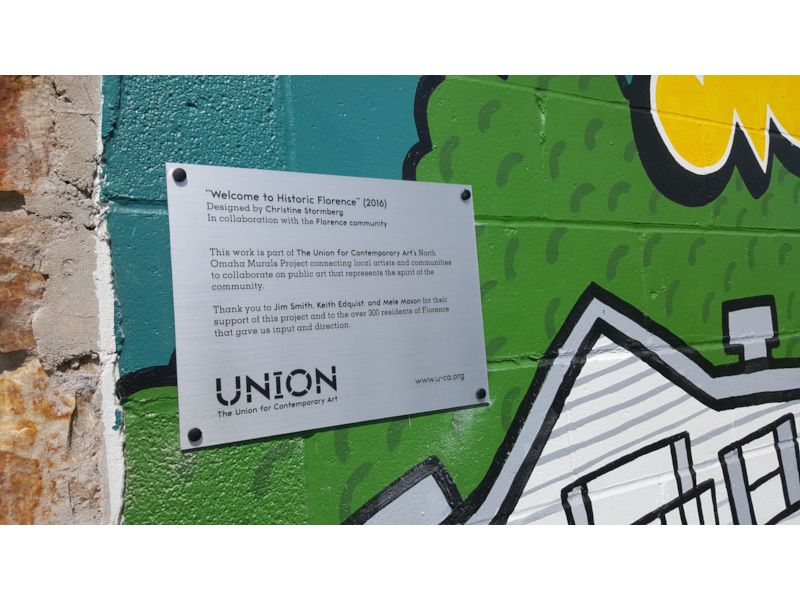 "Welcome to Historic Florence" (2016)
Designed by Christine Stormberg
In collaboration with the Florence community
This work is part of The Union for Contemporary Art's North
Omaha Murals Project connecting local artists and communities
to collaborate on public art that represents the spirit of the
community.
Thank you to Jim Smith, Keith Edquist, and Mele Mason for their
support of this project and to the over 300 residents of Florence
that gave us input and direction.
UNION
The Union for Contemporary Art
www.u-ca.org